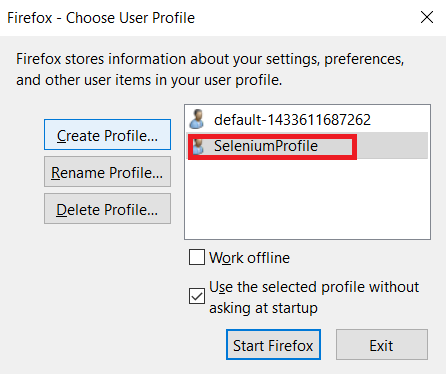 Firefox - Choose User Profile
Firefox stores information about your settings, preferences,
and other user items in your user profile.
Create Profile...
Rename Profile...
Delete Profile...
default-1433611687262
SeleniumProfile
Work offline
Use the selected profile without
asking at startup
Start Firefox
Exit